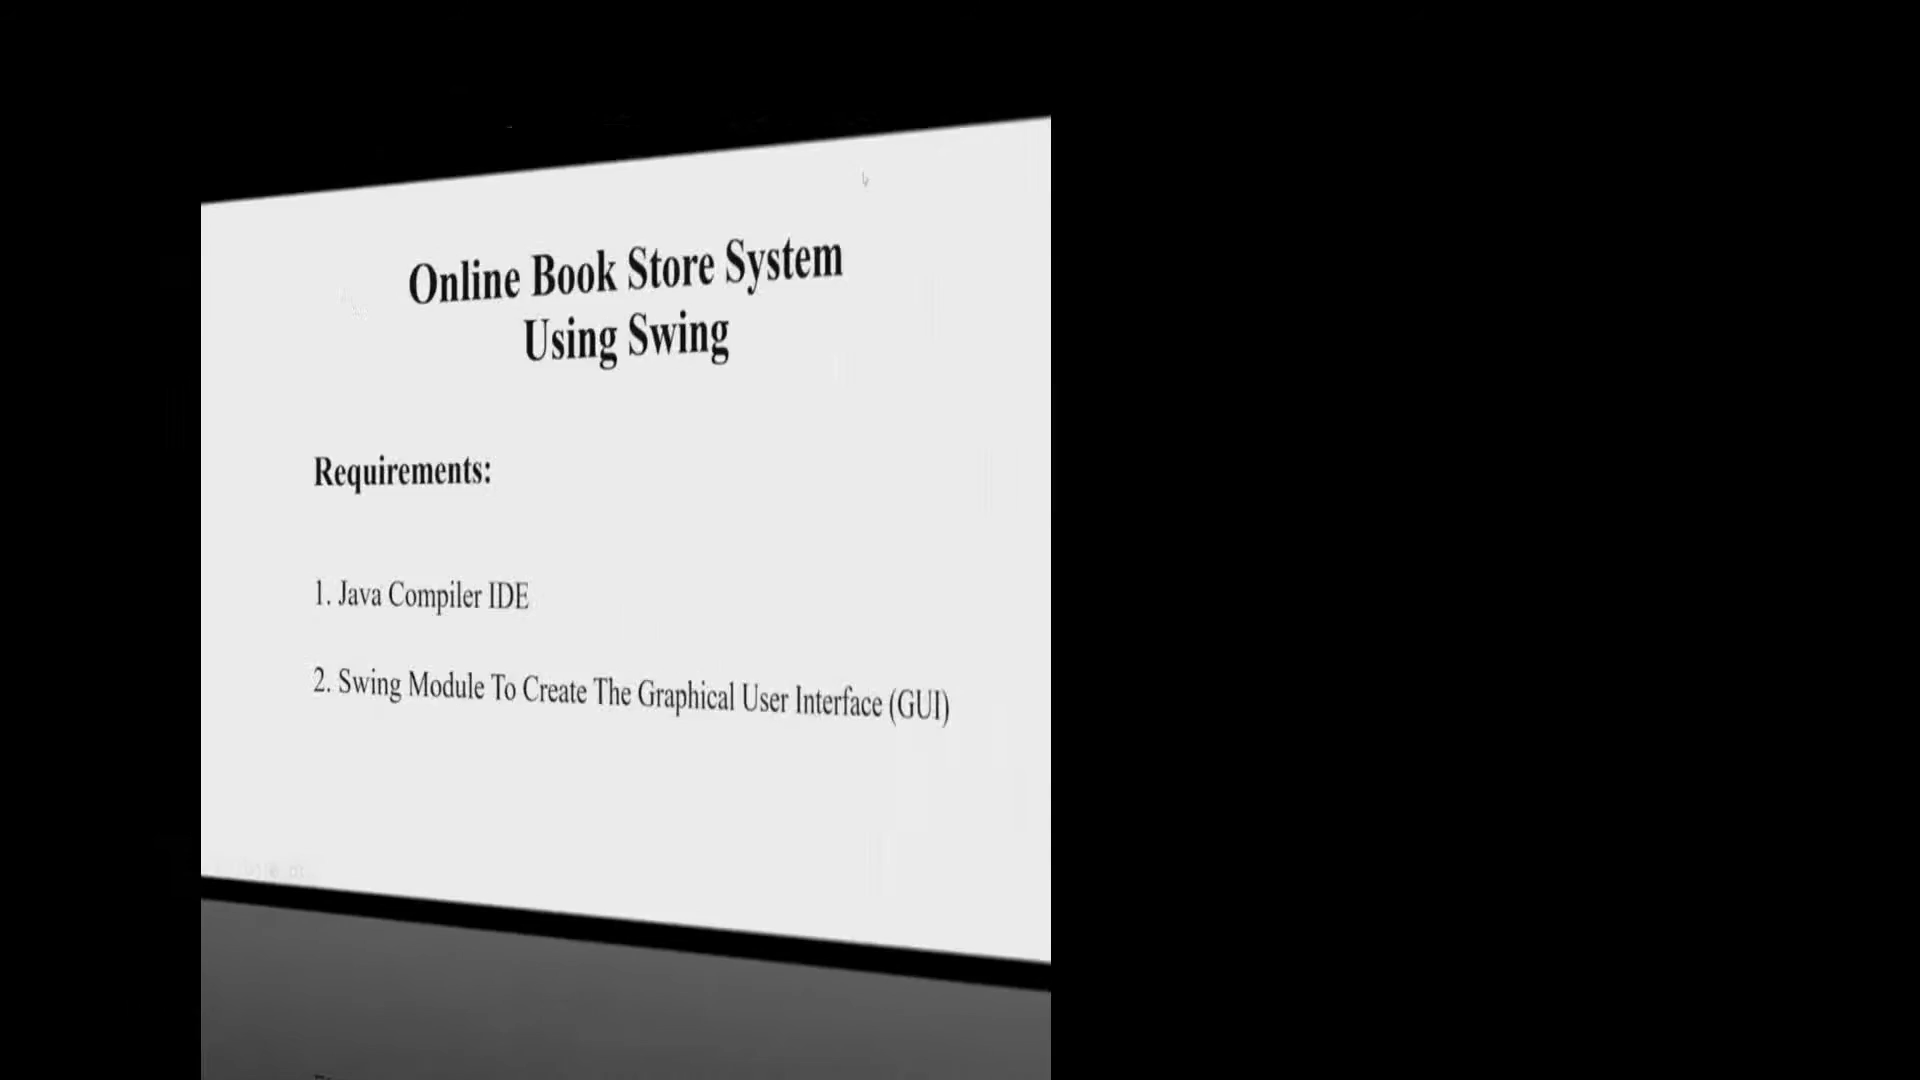 Online Book Store System
Using Swing
Requirements:
1. Java Compiler IDE
2. Swing Module To Create The Graphical User Interface (GUI)